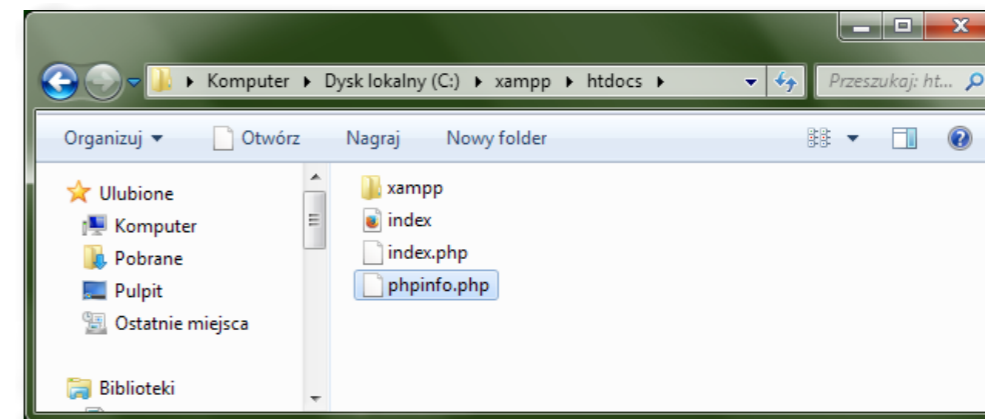 Komputer Dysk lokalny (C:) xampp htdocs Przeszukaj: ht...
Organizuj Otwórz Nagraj Nowy folder
Ulubione
Komputer
Pobrane
Pulpit
Ostatnie miejsca
Biblioteki
xampp
index
index.php
phpinfo.php